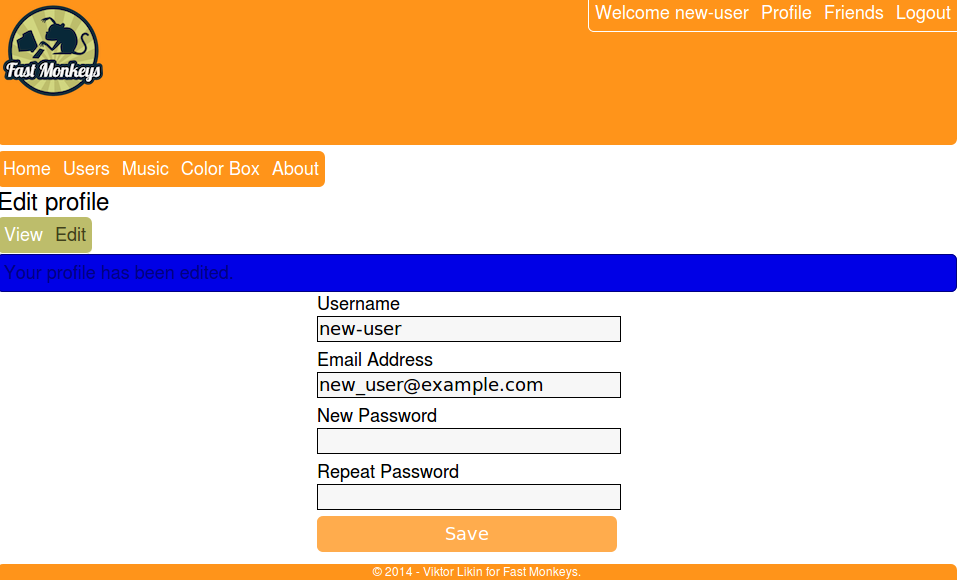 Welcome new-user Profile Friends Logout
Fast Monkeys
Home Users Music Color Box About
Edit profile
View Edit
Your profile has been edited.
Username
new-user
Email Address
new_user@example.com
New Password
Repeat Password
Save
© 2014 - Viktor Likin for Fast Monkeys.